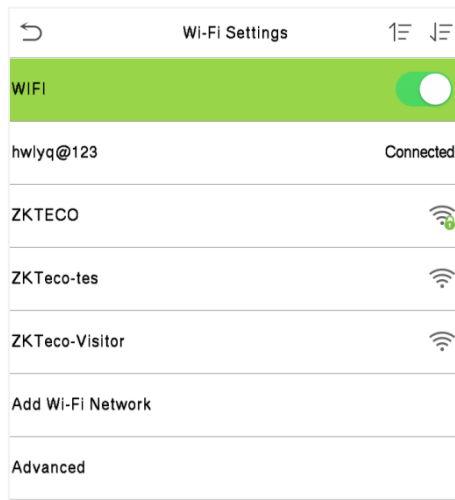 Wi-Fi Settings
WIFI
hwlyq@123 Connected
ZKTECO
ZKTeco-tes
ZKTeco-Visitor
Add Wi-Fi Network
Advanced